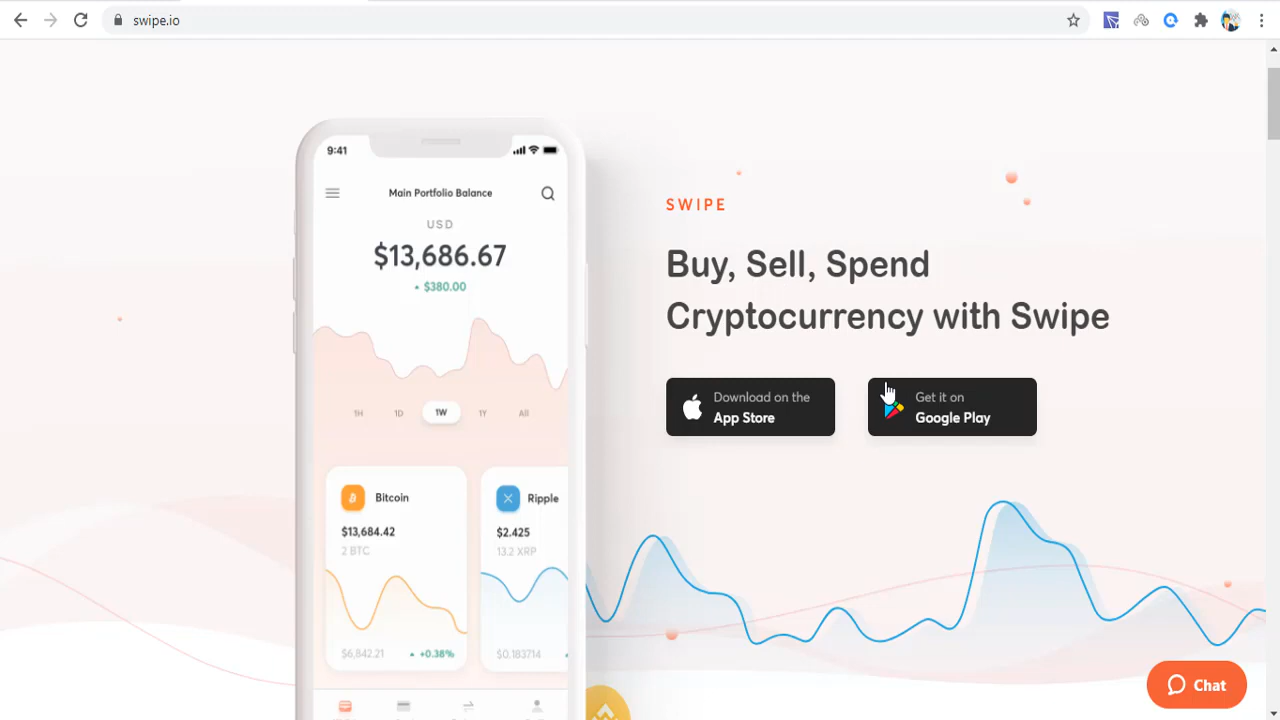 swipe.io
9:41
Main Portfolio Balance
USD
$13,686.67
$380.00
1H 1D 1W 1Y All
Bitcoin
$13,684.42
2 BTC
$6,842.21 +0.38%
Ripple
$2.425
13.2 XRP
$0.183714
SWIPE
Buy, Sell, Spend
Cryptocurrency with Swipe
Download on the
App Store
Get it on
Google Play
Chat